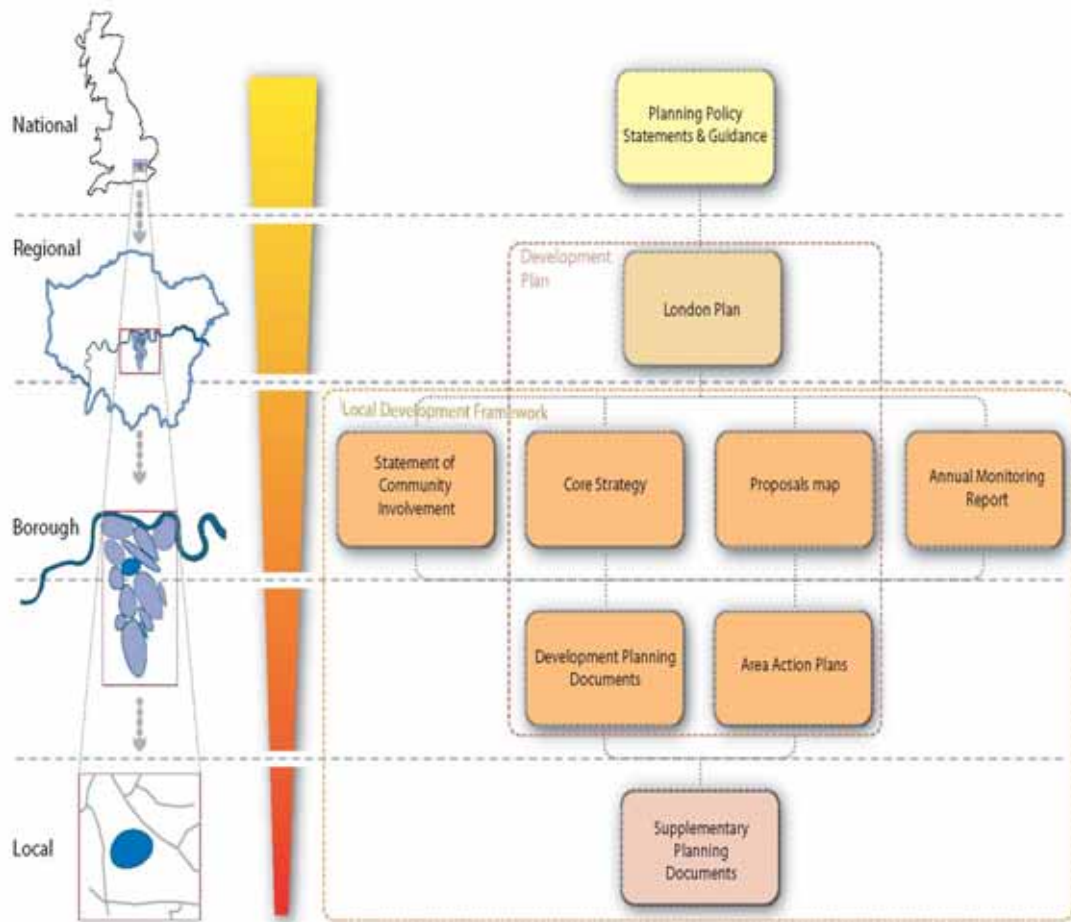 National
Planning Policy
Statements & Guidance
Regional
Development
Plan
London Plan
Local Development Framework
Statement of
Community
Involvement
Core Strategy
Proposals map
Annual Monitoring
Report
Borough
Development Planning
Documents
Area Action Plans
Local
Supplementary
Planning
Documents